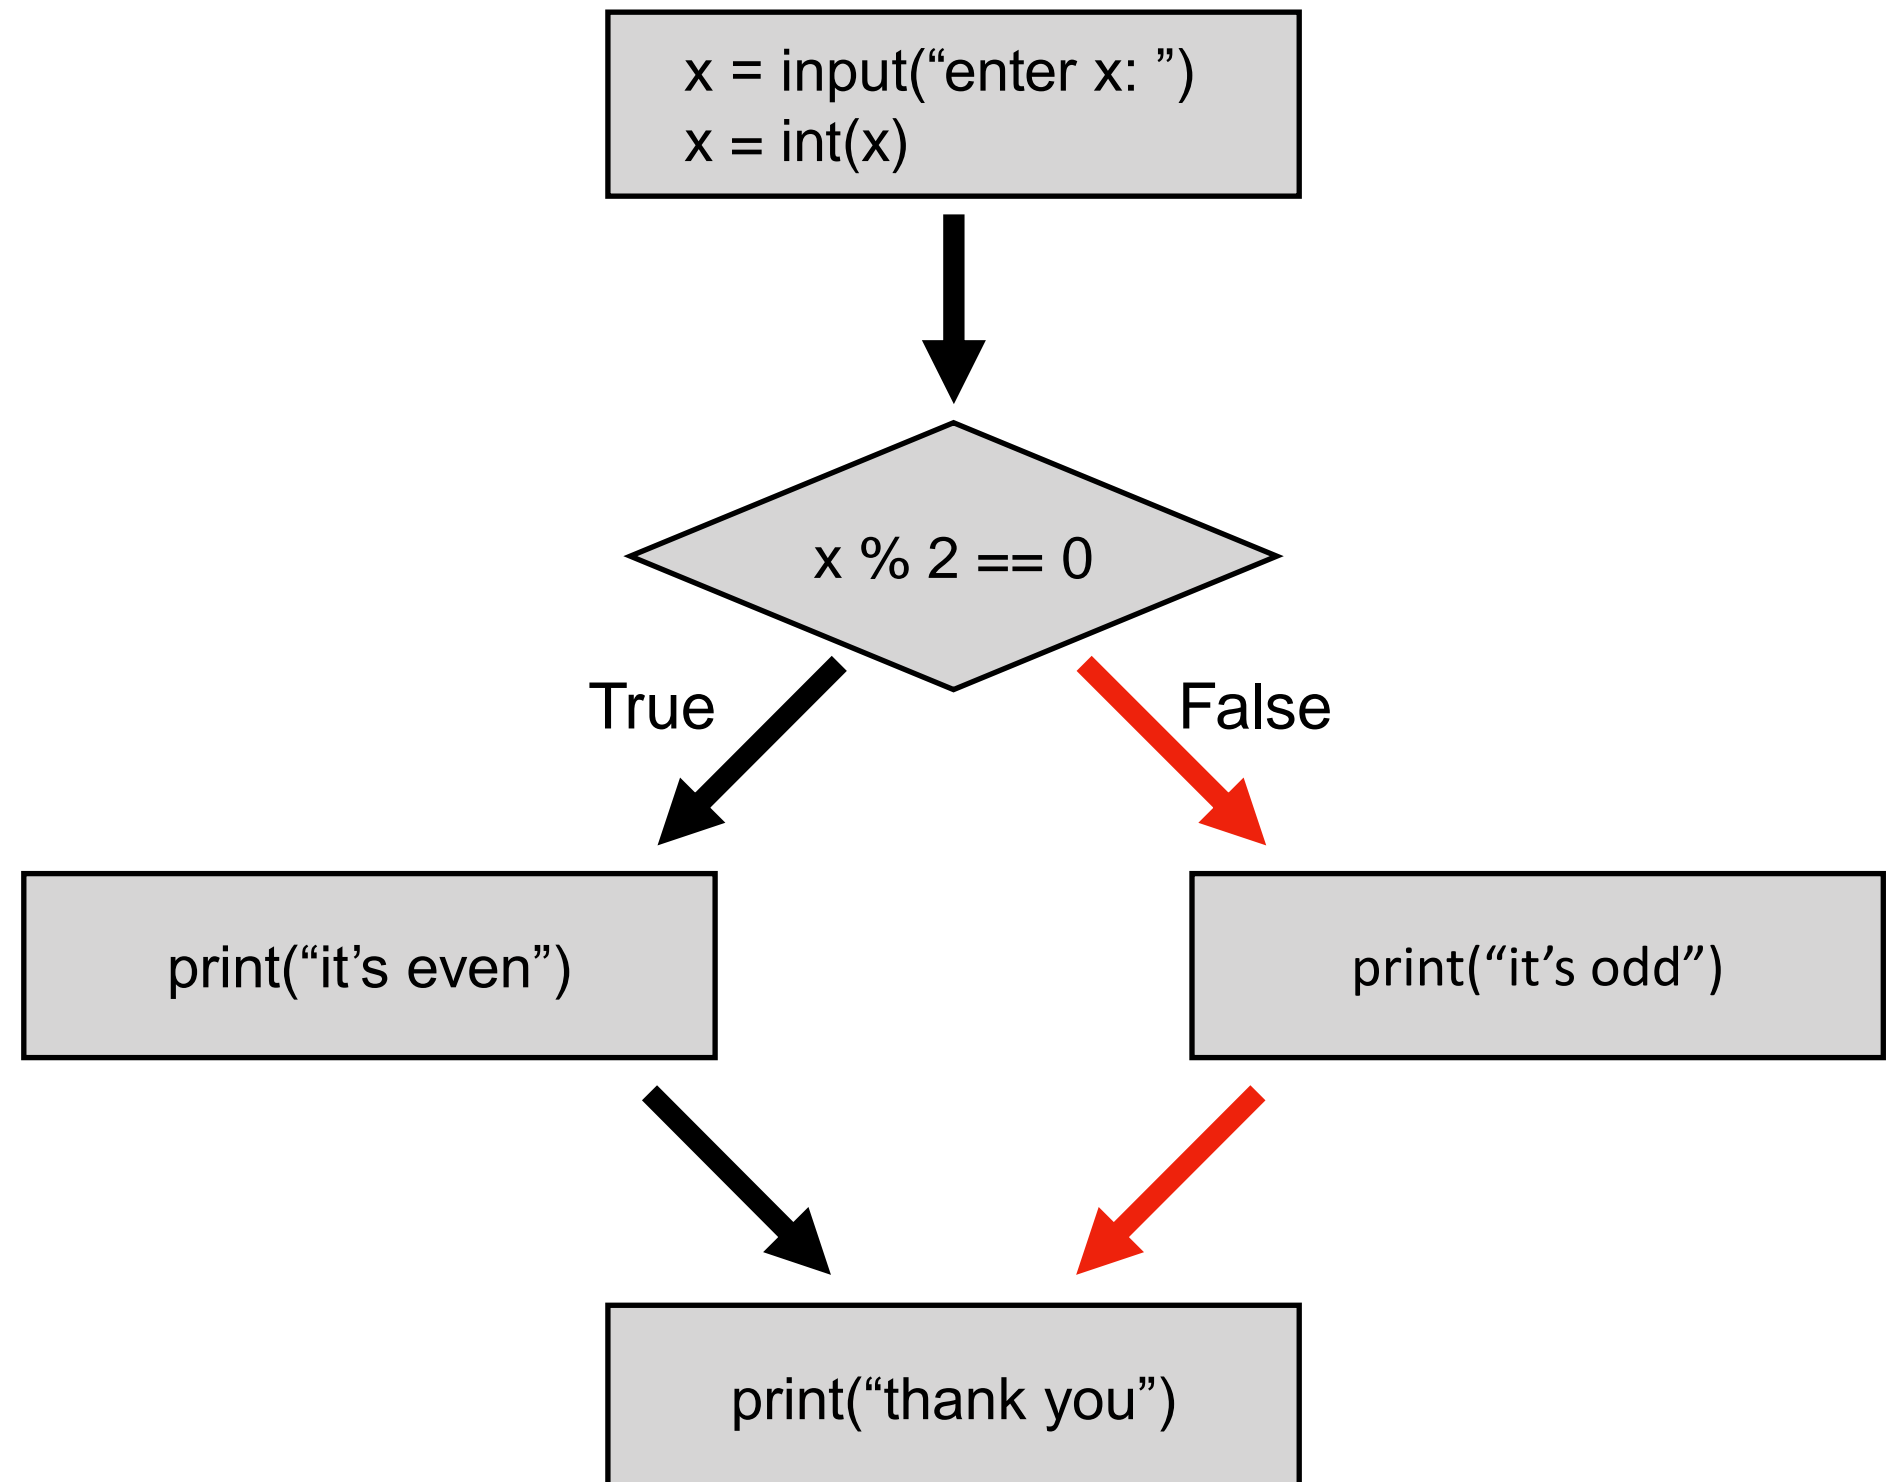 x = input(“enter x: ”)
x = int(x)
x % 2 == 0
True
False
print(“it’s even”)
print(“it’s odd”)
print(“thank you”)